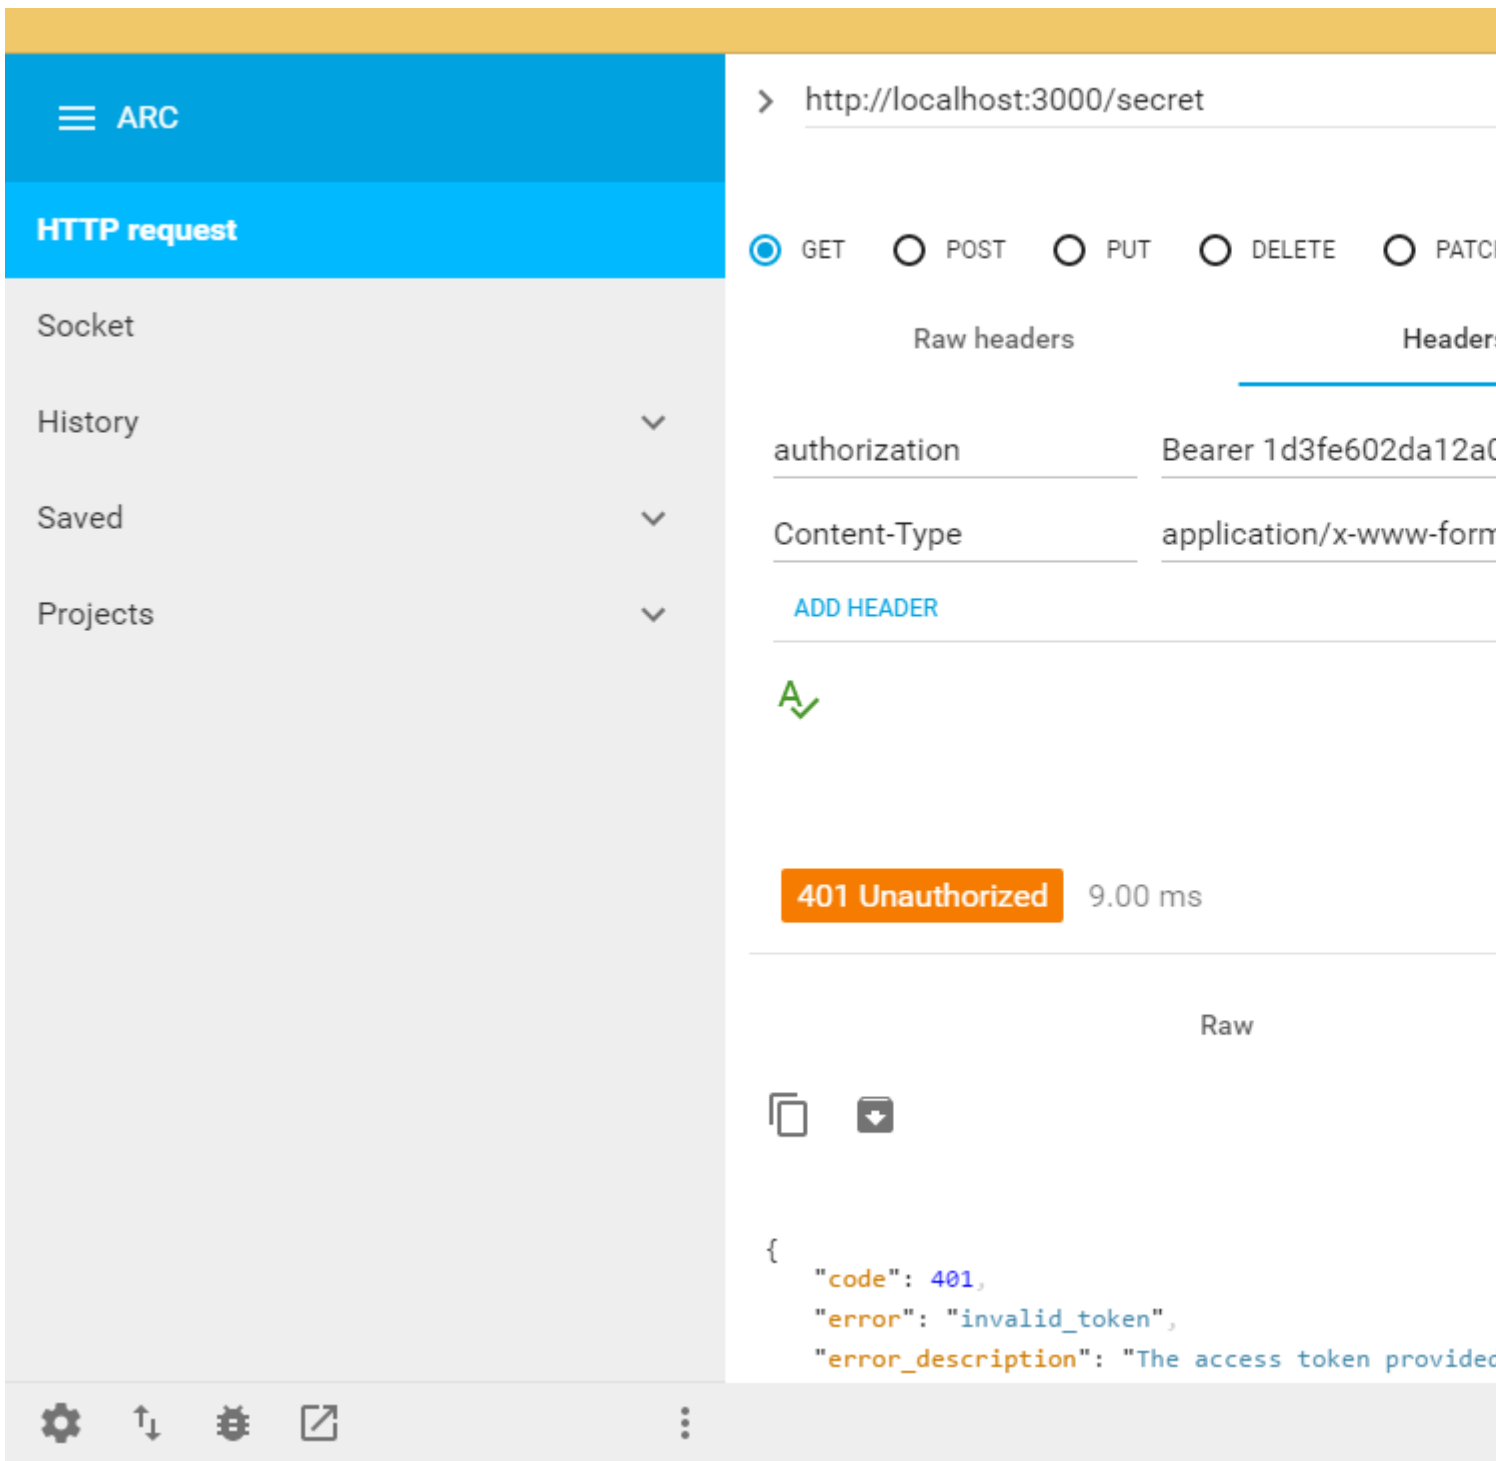 ARC
HTTP request
Socket
History
Saved
Projects
http://localhost:3000/secret
GET POST PUT DELETE
Raw headers
authorization Bearer
Content-Type
ADD HEADER
401 Unauthorized 9.00 ms
Raw
{
"code": 401,
"error": "invalid_token",
"error_description": "The access token